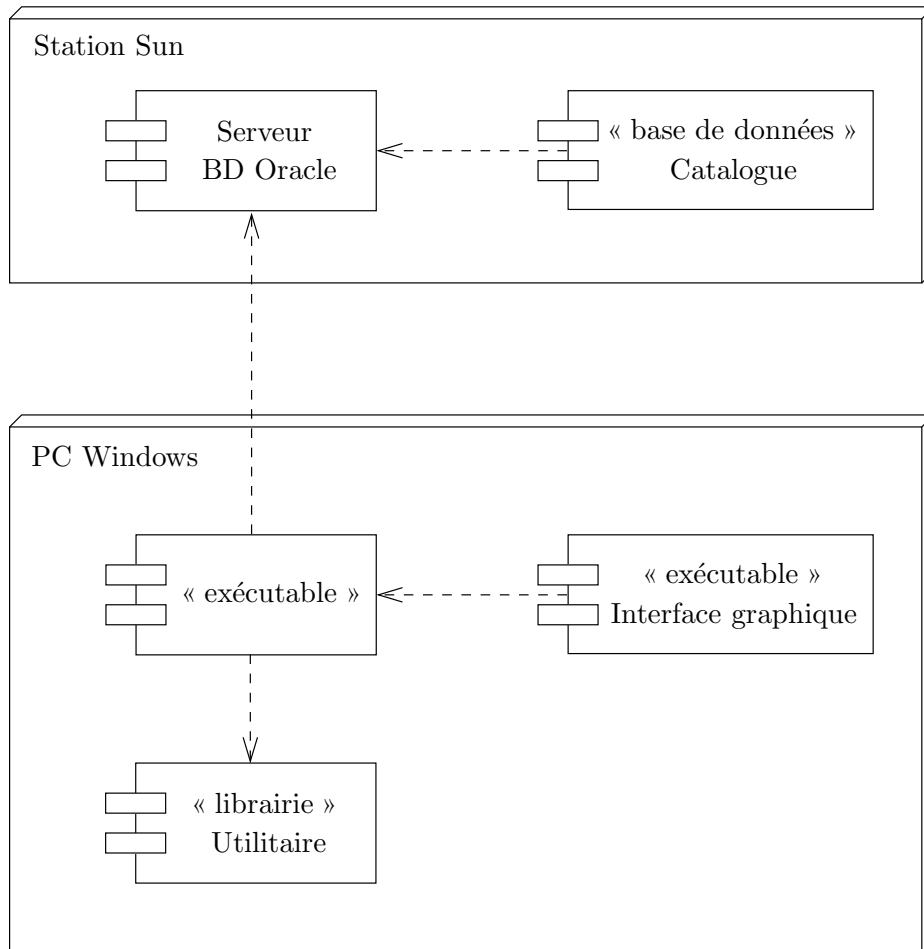 Station Sun
Serveur
BD Oracle
« base de données »
Catalogue
PC Windows
« exécutable »
« exécutable »
Interface graphique
« librairie »
Utilitaire